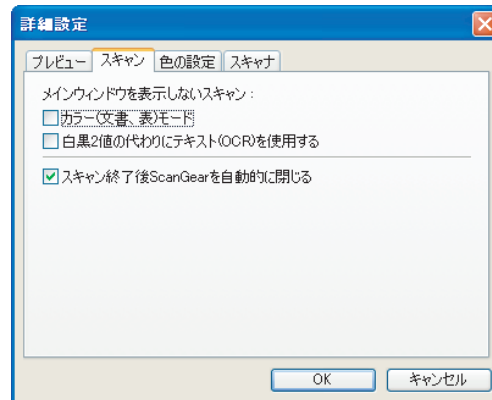 詳細設定
プレビュー スキャン 色の設定 スキャナ
メインウィンドウを表示しないスキャン:
カラー(文書、表)モード
白黒2値の代わりにテキスト(OCR)を使用する
スキャン終了後ScanGearを自動的に閉じる
OK キャンセル